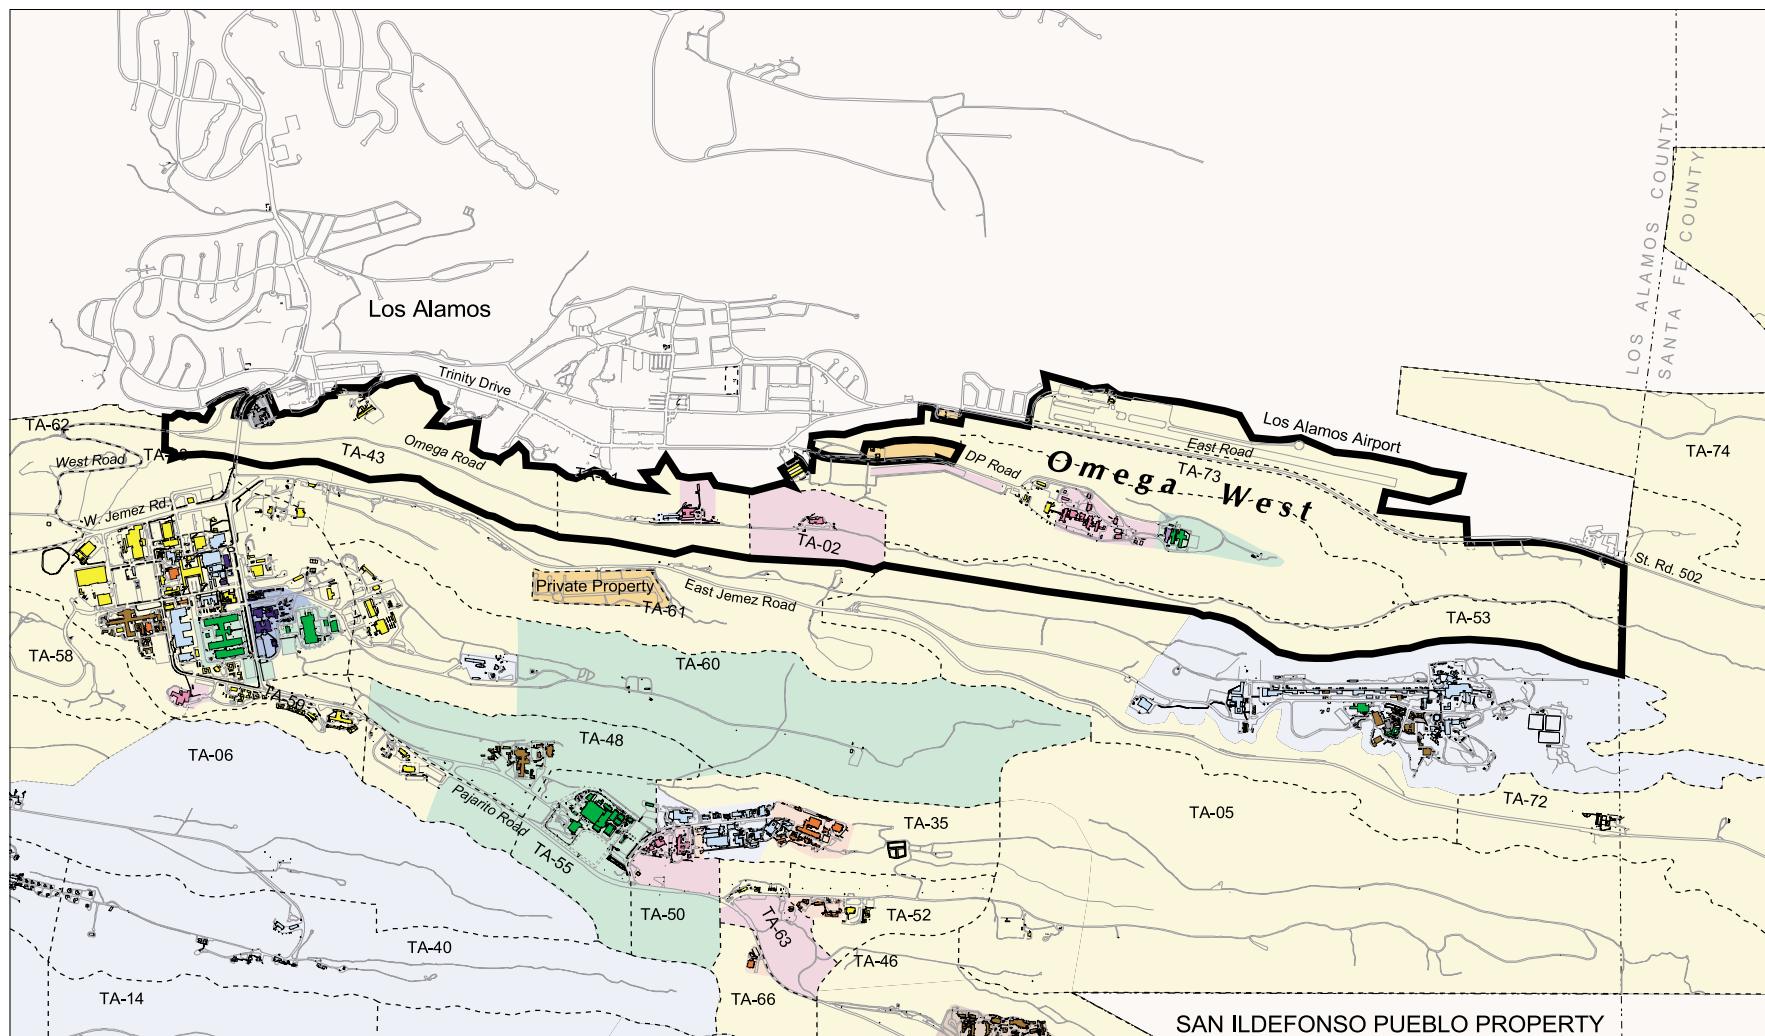 LOS ALAMOS COUNTY
SANTA FE COUNTY
Los Alamos
Trinity Drive
Los Alamos Airport
TA-62
West Road
TA-43
Omega Road
East Road
TA-73
TA-74
DP Road
Omega West
W. Jemez Rd.
TA-02
St. Rd. 502
Private Property
TA-61
East Jemez Road
TA-53
TA-58
TA-60
TA-59
TA-06
TA-48
Pajarito Road
TA-72
TA-05
TA-35
TA-55
TA-50
TA-63
TA-52
TA-40
TA-46
TA-14
TA-66
SAN ILDEFONSO PUEBLO PROPERTY